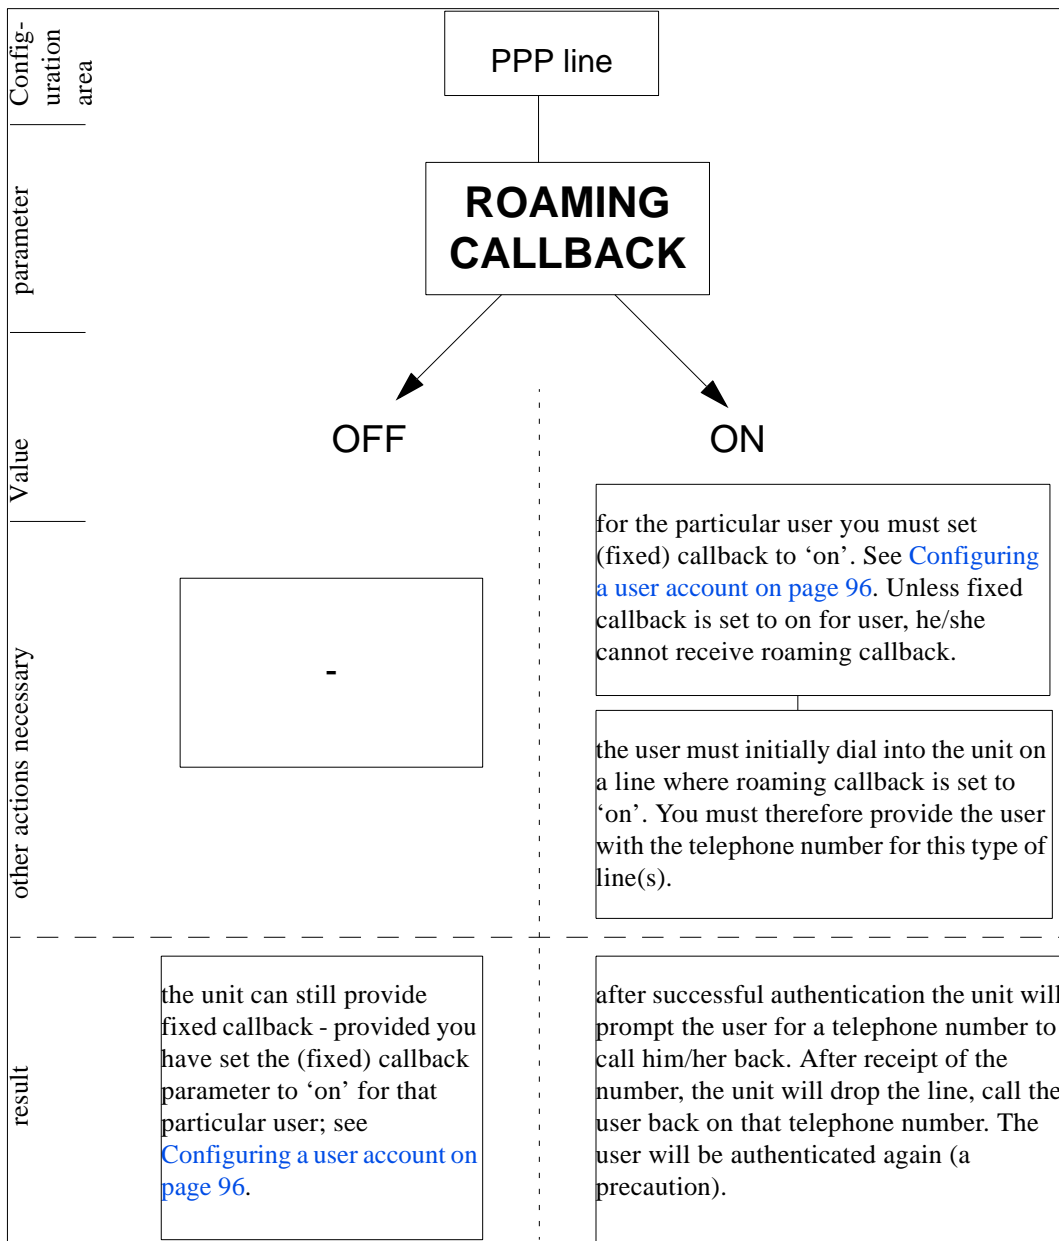 Config-
uration
area
PPP line
parameter
ROAMING
CALLBACK
Value
OFF
ON
other actions necessary
-
for the particular user you must set
(fixed) callback to ‘on’. See Configuring
a user account on page 96. Unless fixed
callback is set to on for user, he/she
cannot receive roaming callback.
the user must initially dial into the unit on
a line where roaming callback is set to
‘on’. You must therefore provide the user
with the telephone number for this type of
line(s).
result
the unit can still provide
fixed callback - provided you
have set the (fixed) callback
parameter to ‘on’ for that
particular user; see
Configuring a user account on
page 96.
after successful authentication the unit will
prompt the user for a telephone number to
call him/her back. After receipt of the
number, the unit will drop the line, call the
user back on that telephone number. The
user will be authenticated again (a
precaution).